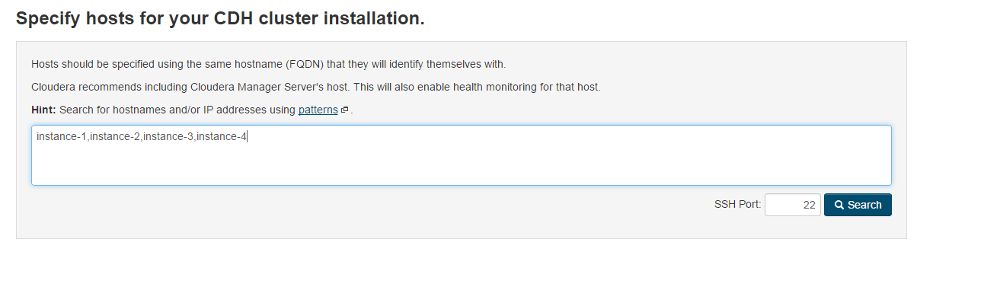 Specify hosts for your CDH cluster installation.
Hosts should be specified using the same hostname (FQDN) that they will identify themselves with.
Cloudera recommends including Cloudera Manager Server's host. This will also enable health monitoring for that host.
Hint: Search for hostnames and/or IP addresses using patterns .
instance-1,instance-2,instance-3,instance-4
SSH Port: 22 Search